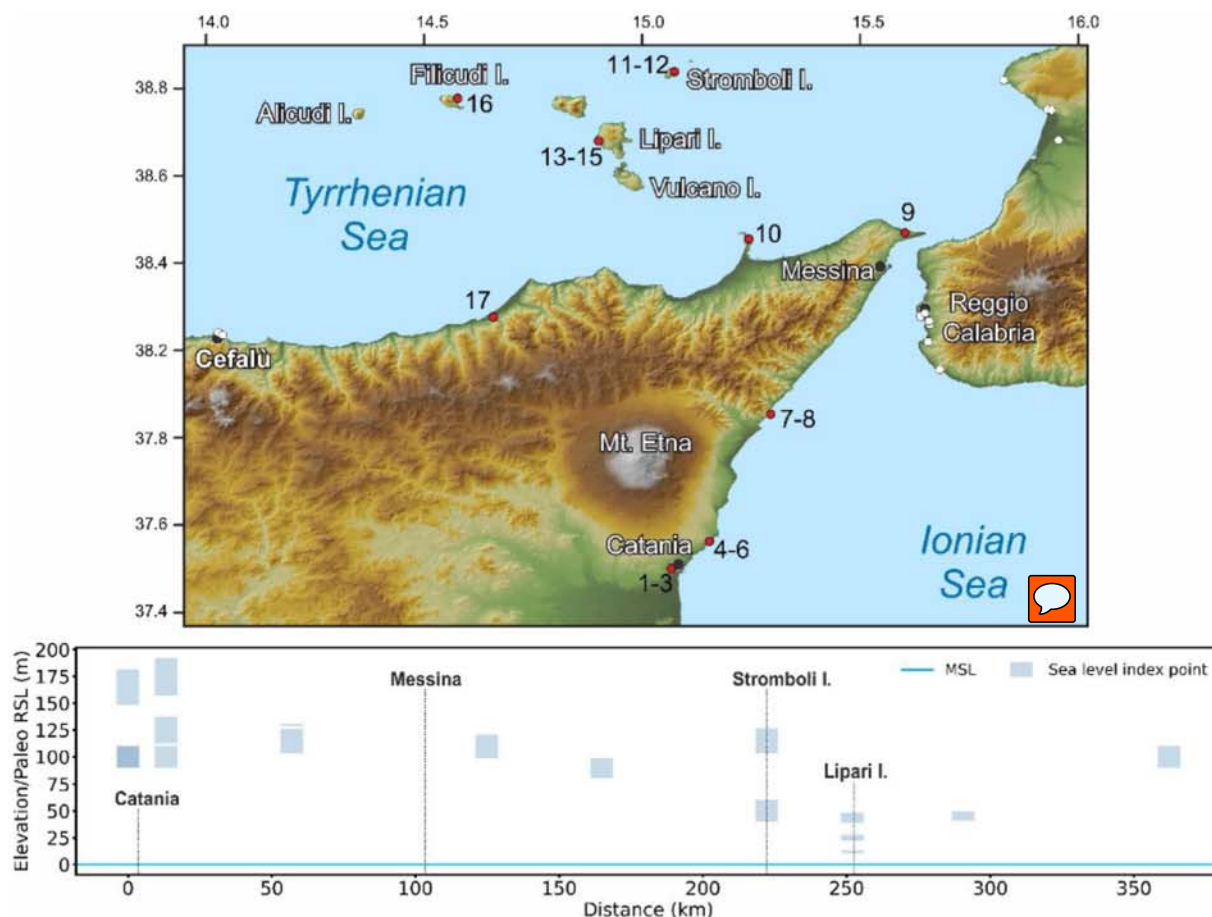 14.0 14.5 15.0 15.5 16.0
38.8
38.6
38.4
38.2
37.8
37.6
37.4
11-12
Stromboli I.
Filicudi I.
16
Alicudi I.
13-15
Lipari I.
Vulcano I.
Tyrrhenian
Sea
10
9
Messina
Reggio
Calabria
17
Cefalù
7-8
Mt. Etna
Catania
4-6
1-3
Ionian
Sea
Elevation/Paleo RSL (m)
200
175
150
125
100
75
50
25
0
Messina
Stromboli I.
MSL
Sea level index point
Lipari I.
Catania
0 50 100 150 200 250 300 350
Distance (km)